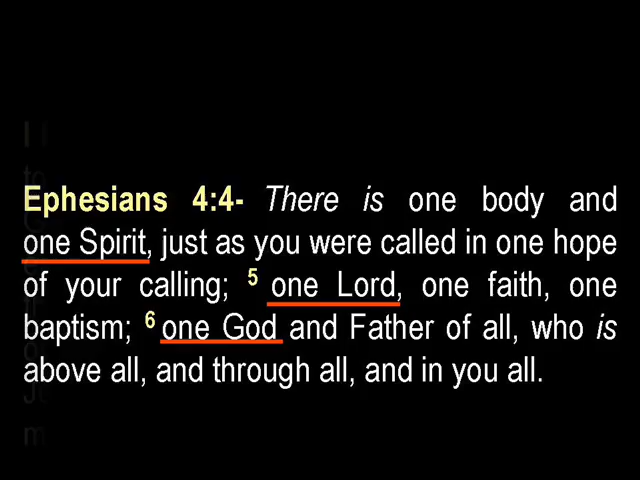 Ephesians 4:4- There is one body and
one Spirit, just as you were called in one hope
of your calling; 5 one Lord, one faith, one
baptism; 6 one God and Father of all, who is
above all, and through all, and in you all.